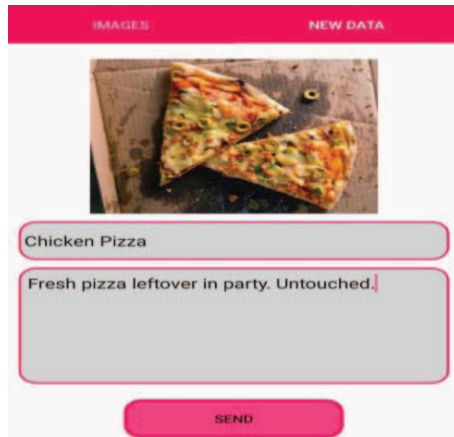 IMAGES
NEW DATA
Chicken Pizza
Fresh pizza leftover in party. Untouched.
SEND